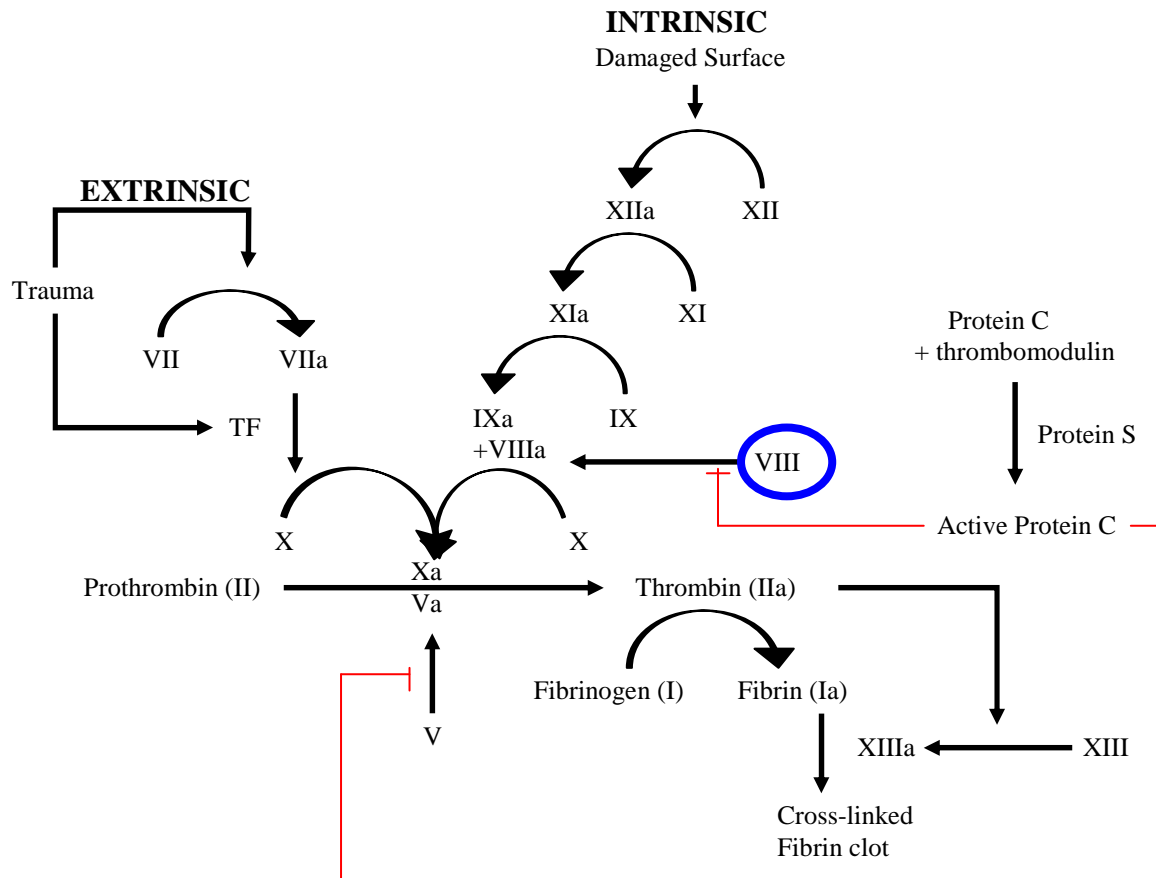 INTRINSIC
Damaged Surface
EXTRINSIC
XIIa
XII
Trauma
XIa
XI
Protein C
+ thrombomodulin
VII
VIIa
IXa
IX
+VIIIa
TF
Protein S
VIII
Active Protein C
X
X
Xa
Prothrombin (II)
Thrombin (IIa)
Va
Fibrinogen (I)
Fibrin (Ia)
V
XIIIa
XIII
Cross-linked
Fibrin clot